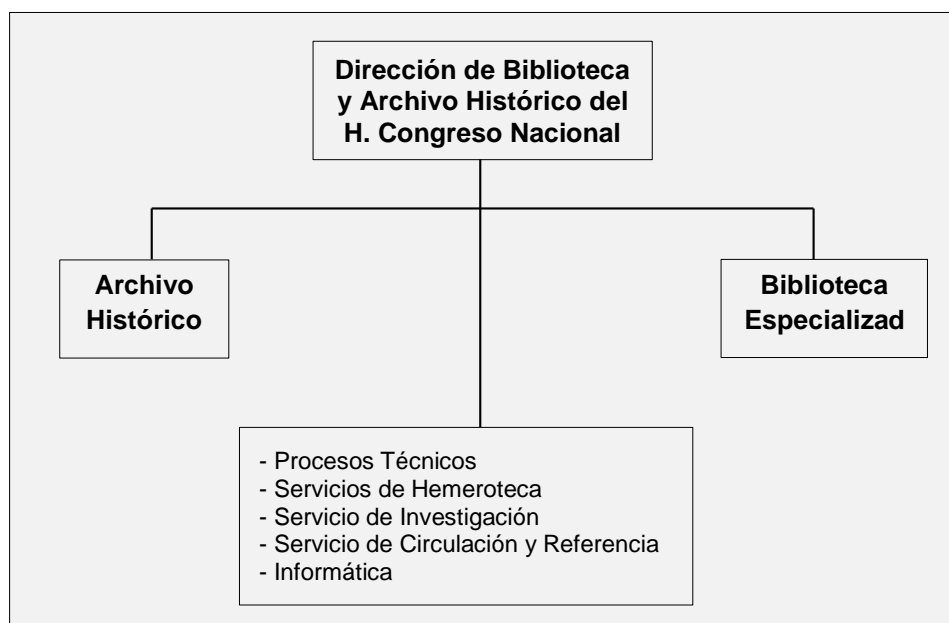 Dirección de Biblioteca
y Archivo Histórico del
H. Congreso Nacional
Archivo
Histórico
Biblioteca
Especializad
- Procesos Técnicos
- Servicios de Hemeroteca
- Servicio de Investigación
- Servicio de Circulación y Referencia
- Informática